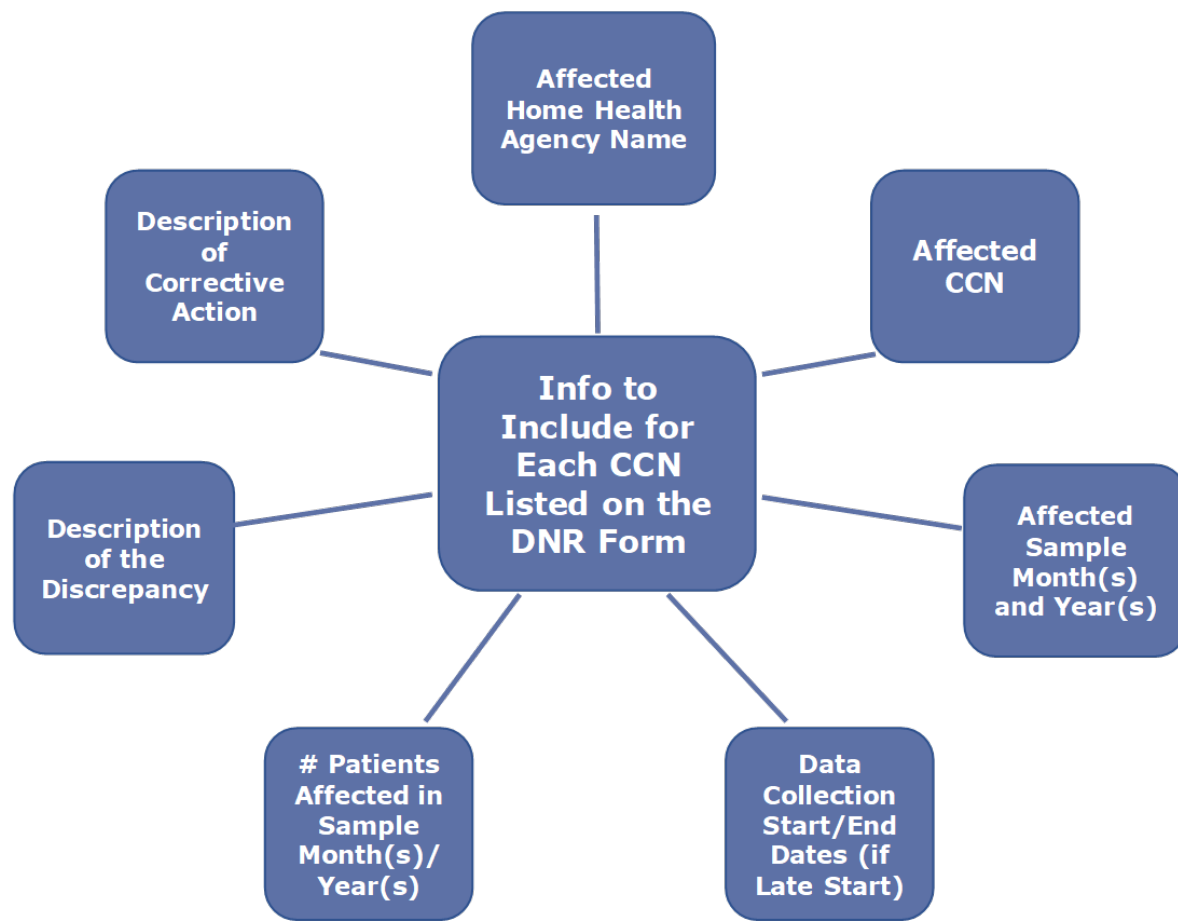 Affected
Home Health
Agency Name
Description
of
Corrective
Action
Affected
CCN
Info to
Include for
Each CCN
Listed on the
DNR Form
Description
of the
Discrepancy
Affected
Sample
Month(s)
and Year(s)
# Patients
Affected in
Sample
Month(s)/
Year(s)
Data
Collection
Start/End
Dates (if
Late Start)